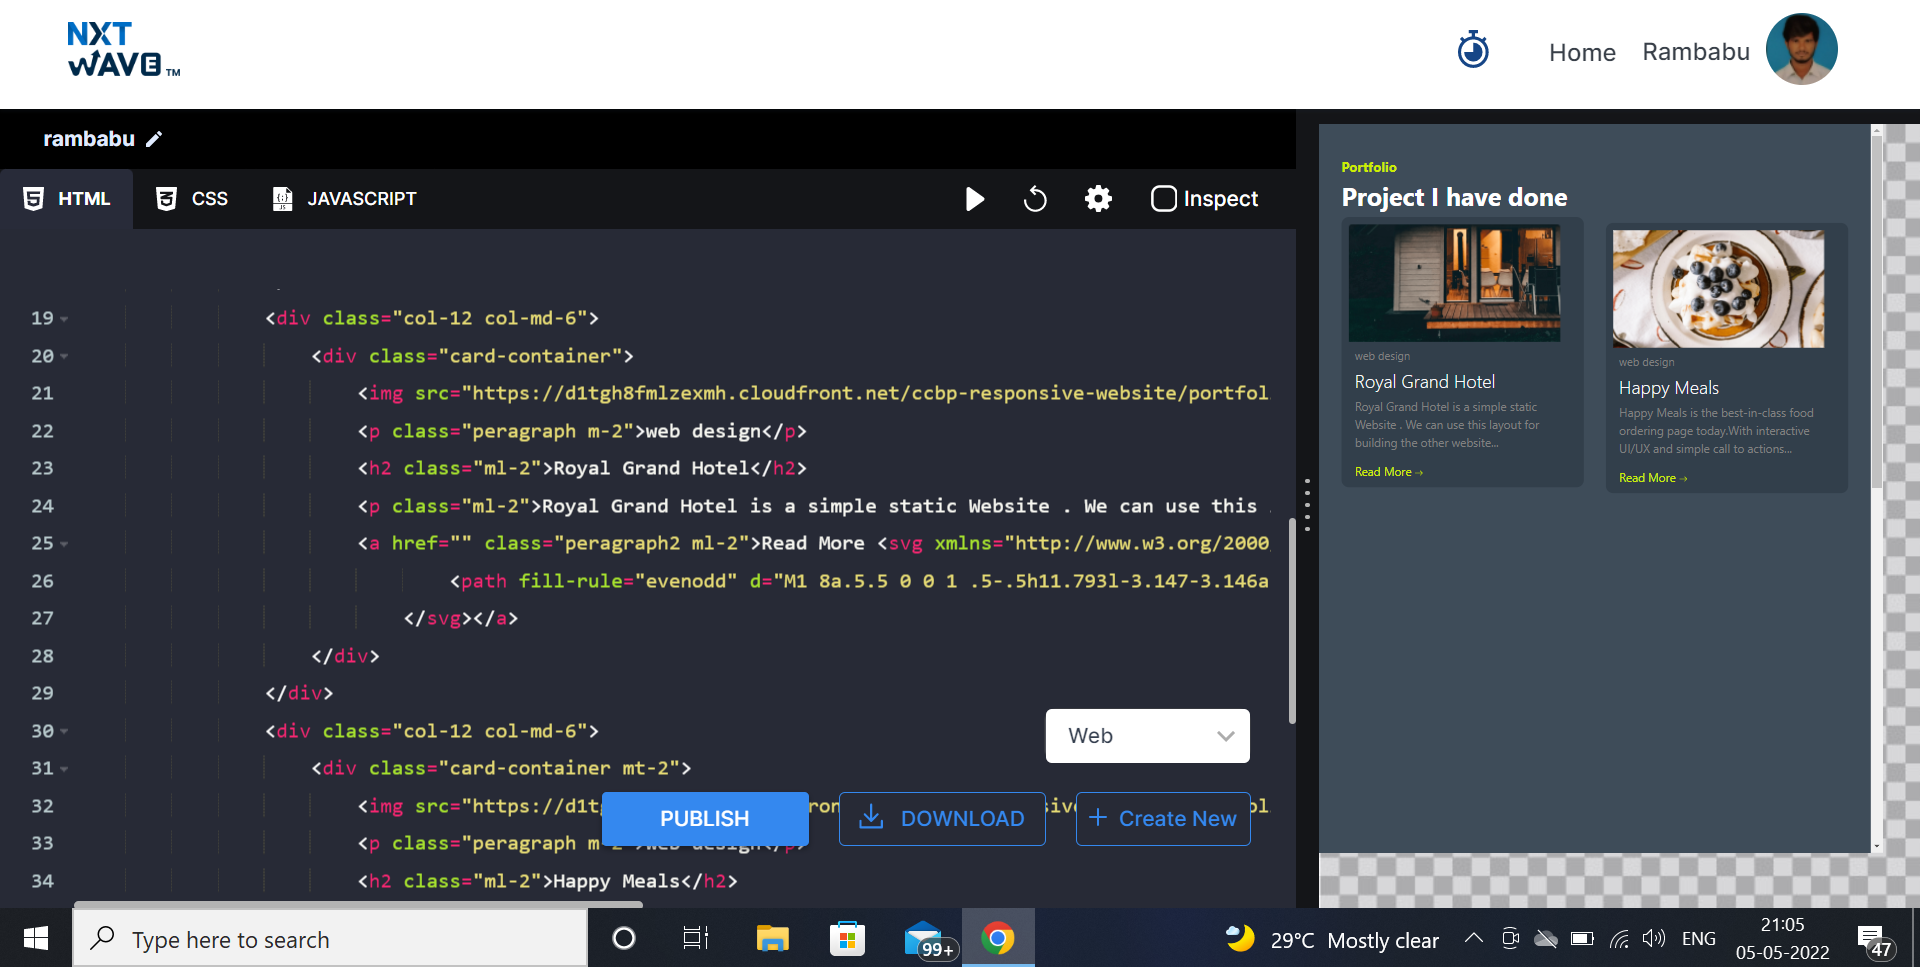 NXT
WAVE™
Home
Rambabu
rambabu
HTML
CSS
JAVASCRIPT
Inspect
19 <div class="col-12 col-md-6">
20 <div class="card-container">
21 <img src="https://d1tgh8fmlzexmh.cloudfront.net/ccbp-responsive-website/portfol
22 <p class="peragraph m-2">web design</p>
23 <h2 class="ml-2">Royal Grand Hotel</h2>
24 <p class="ml-2">Royal Grand Hotel is a simple static Website . We can use this
25 <a href="" class="peragraph2 ml-2">Read More <svg xmlns="http://www.w3.org/2000
26 <path fill-rule="evenodd" d="M1 8a.5.5 0 0 1 .5-.5h11.793l-3.147-3.146a
27 </svg></a>
28 </div>
29 </div>
30 <div class="col-12 col-md-6">
31 <div class="card-container mt-2">
32 <img src="https://d1t
33 <p class="peragraph m
34 <h2 class="ml-2">Happy Meals</h2>
Web
PUBLISH
DOWNLOAD
+ Create New
Portfolio
Project I have done
web design
Royal Grand Hotel
Royal Grand Hotel is a simple static
Website . We can use this layout for
building the other website...
Read More →
web design
Happy Meals
Happy Meals is the best-in-class food
ordering page today.With interactive
UI/UX and simple call to actions...
Read More →
Type here to search
99+
29°C Mostly clear
ENG
21:05
05-05-2022
47